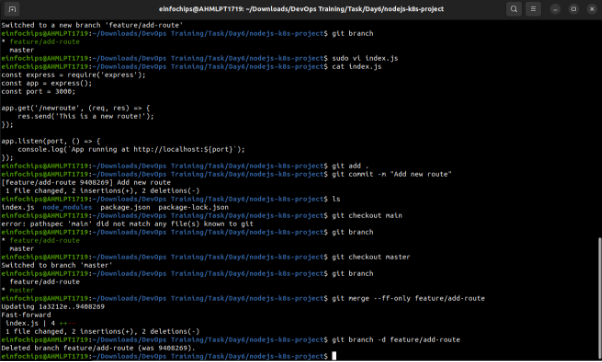 einfochips@AHMLPT1719: ~/Downloads/DevOps Training/Task/Day6/nodejs-k8s-project
Switched to a new branch 'feature/add-route'
einfochips@AHMLPT1719:~/Downloads/DevOps Training/Task/Day6/nodejs-k8s-project$ git branch
* feature/add-route
  master
einfochips@AHMLPT1719:~/Downloads/DevOps Training/Task/Day6/nodejs-k8s-project$ sudo vi index.js
einfochips@AHMLPT1719:~/Downloads/DevOps Training/Task/Day6/nodejs-k8s-project$ cat index.js
const express = require('express');
const app = express();
const port = 3000;
app.get('/newroute', (req, res) => {
    res.send('This is a new route!');
});
app.listen(port, () => {
    console.log(`App running at http://localhost:${port}`);
});
einfochips@AHMLPT1719:~/Downloads/DevOps Training/Task/Day6/nodejs-k8s-project$ git add .
einfochips@AHMLPT1719:~/Downloads/DevOps Training/Task/Day6/nodejs-k8s-project$ git commit -m "Add new route"
[feature/add-route 9408269] Add new route
 1 file changed, 2 insertions(+), 2 deletions(-)
einfochips@AHMLPT1719:~/Downloads/DevOps Training/Task/Day6/nodejs-k8s-project$ ls
index.js  node_modules  package.json  package-lock.json
einfochips@AHMLPT1719:~/Downloads/DevOps Training/Task/Day6/nodejs-k8s-project$ git checkout main
error: pathspec 'main' did not match any file(s) known to git
einfochips@AHMLPT1719:~/Downloads/DevOps Training/Task/Day6/nodejs-k8s-project$ git branch
* feature/add-route
  master
einfochips@AHMLPT1719:~/Downloads/DevOps Training/Task/Day6/nodejs-k8s-project$ git checkout master
Switched to branch 'master'
einfochips@AHMLPT1719:~/Downloads/DevOps Training/Task/Day6/nodejs-k8s-project$ git branch
  feature/add-route
* master
einfochips@AHMLPT1719:~/Downloads/DevOps Training/Task/Day6/nodejs-k8s-project$ git merge --ff-only feature/add-route
Updating 1a3212e..9408269
Fast-forward
 index.js | 4 ++--
 1 file changed, 2 insertions(+), 2 deletions(-)
einfochips@AHMLPT1719:~/Downloads/DevOps Training/Task/Day6/nodejs-k8s-project$ git branch -d feature/add-route
Deleted branch feature/add-route (was 9408269).
einfochips@AHMLPT1719:~/Downloads/DevOps Training/Task/Day6/nodejs-k8s-project$